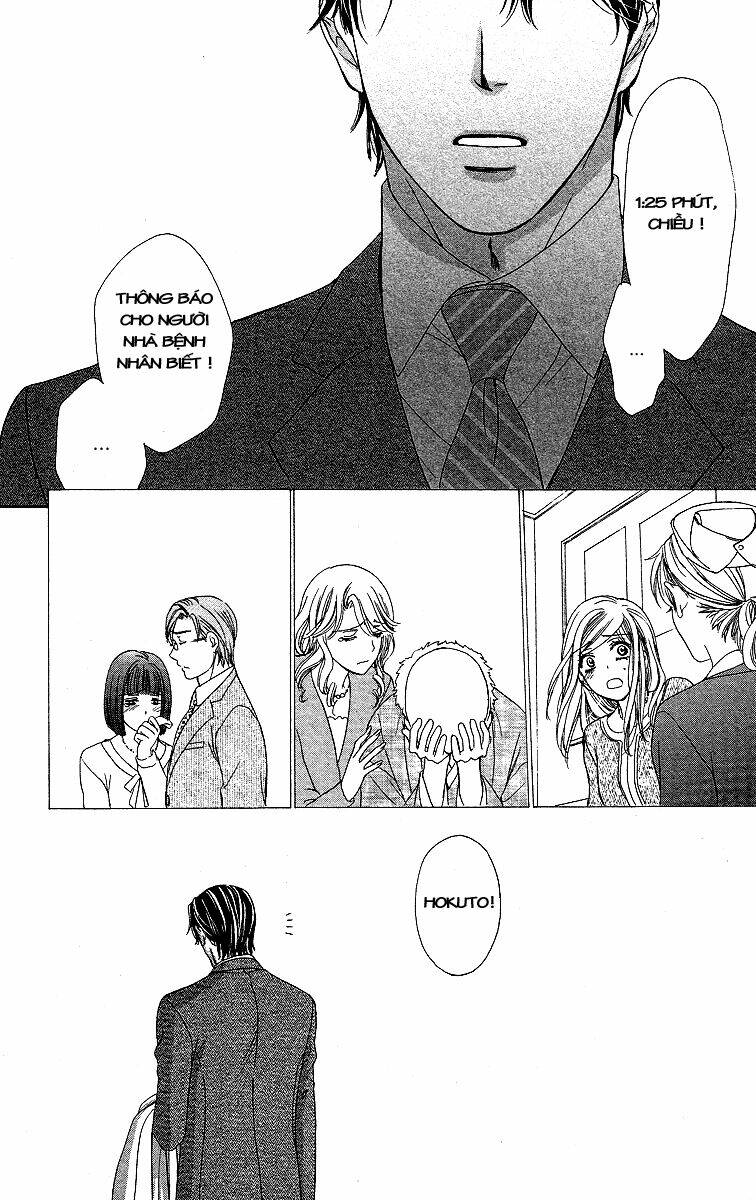 1:25 PHÚT,
CHIỀU !
...
THÔNG BÁO
CHO NGƯỜI
NHÀ BỆNH
NHÂN BIẾT !
...
HOKUTO!